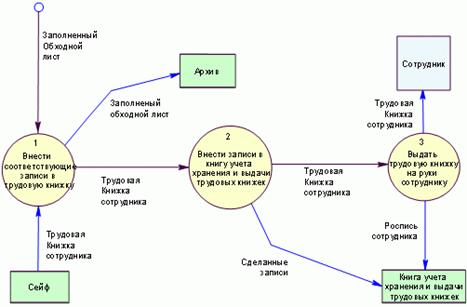 Заполненный
Обходной
лист
Архив
Сотрудник
Заполненый
обходной лист
Трудовая
Книжка
сотрудника
1
Внести
соответствующие
записи в
трудовую книжку
2
Внести записи в
книгу учета
хранения и выдачи
трудовых книжек
3
Выдать
трудовую книжку
на руки
сотруднику
Трудовая
Книжка
сотрудника
Трудовая
Книжка
сотрудника
Трудовая
Книжка
сотрудника
Роспись
сотрудника
Сделанные
записи
Сейф
Книга учета
хранения и выдачи
трудовых книжек